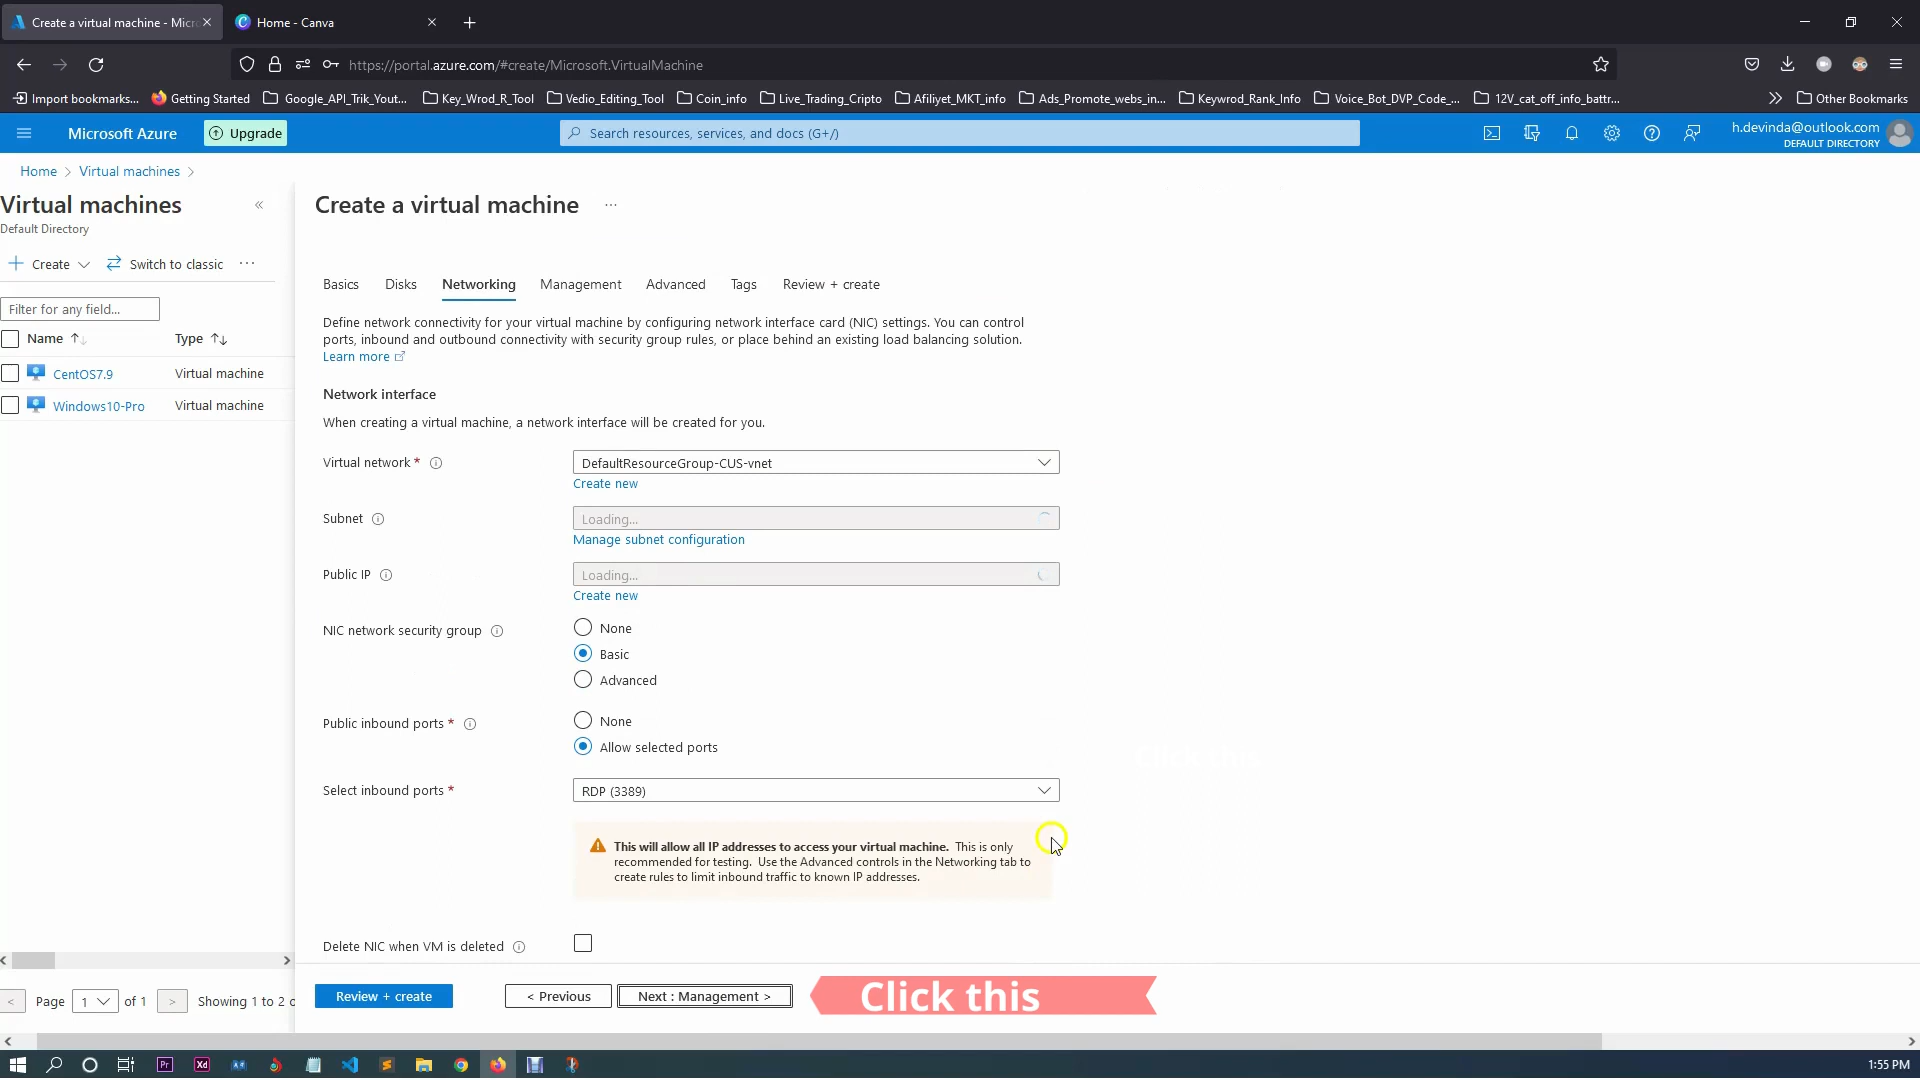 Create a virtual machine - Micro
Home - Canva
https://portal.azure.com/#create/Microsoft.VirtualMachine
Import bookmarks...
Getting Started
Google_API_Trik_Yout...
Key_Wrod_R_Tool
Vedio_Editing_Tool
Coin_info
Live_Trading_Cripto
Afiliyet_MKT_info
Ads_Promote_webs_in...
Keywrod_Rank_Info
Voice_Bot_DVP_Code_...
12V_cat_off_info_battr...
Other Bookmarks
Microsoft Azure
Upgrade
Search resources, services, and docs (G+/)
h.devinda@outlook.com
DEFAULT DIRECTORY
Home > Virtual machines >
Virtual machines
Default Directory
Create
Switch to classic
Filter for any field...
Name
Type
CentOS7.9
Virtual machine
Windows10-Pro
Virtual machine
< Page 1 of 1 > Showing 1 to 2 o
Create a virtual machine
Basics
Disks
Networking
Management
Advanced
Tags
Review + create
Define network connectivity for your virtual machine by configuring network interface card (NIC) settings. You can control
ports, inbound and outbound connectivity with security group rules, or place behind an existing load balancing solution.
Learn more
Network interface
When creating a virtual machine, a network interface will be created for you.
Virtual network *
DefaultResourceGroup-CUS-vnet
Create new
Subnet
Loading...
Manage subnet configuration
Public IP
Loading...
Create new
NIC network security group
None
Basic
Advanced
Public inbound ports *
None
Allow selected ports
Click this
Select inbound ports *
RDP (3389)
This will allow all IP addresses to access your virtual machine. This is only
recommended for testing. Use the Advanced controls in the Networking tab to
create rules to limit inbound traffic to known IP addresses.
Delete NIC when VM is deleted
Review + create
< Previous
Next : Management >
Click this
Pr
Xd
1:55 PM